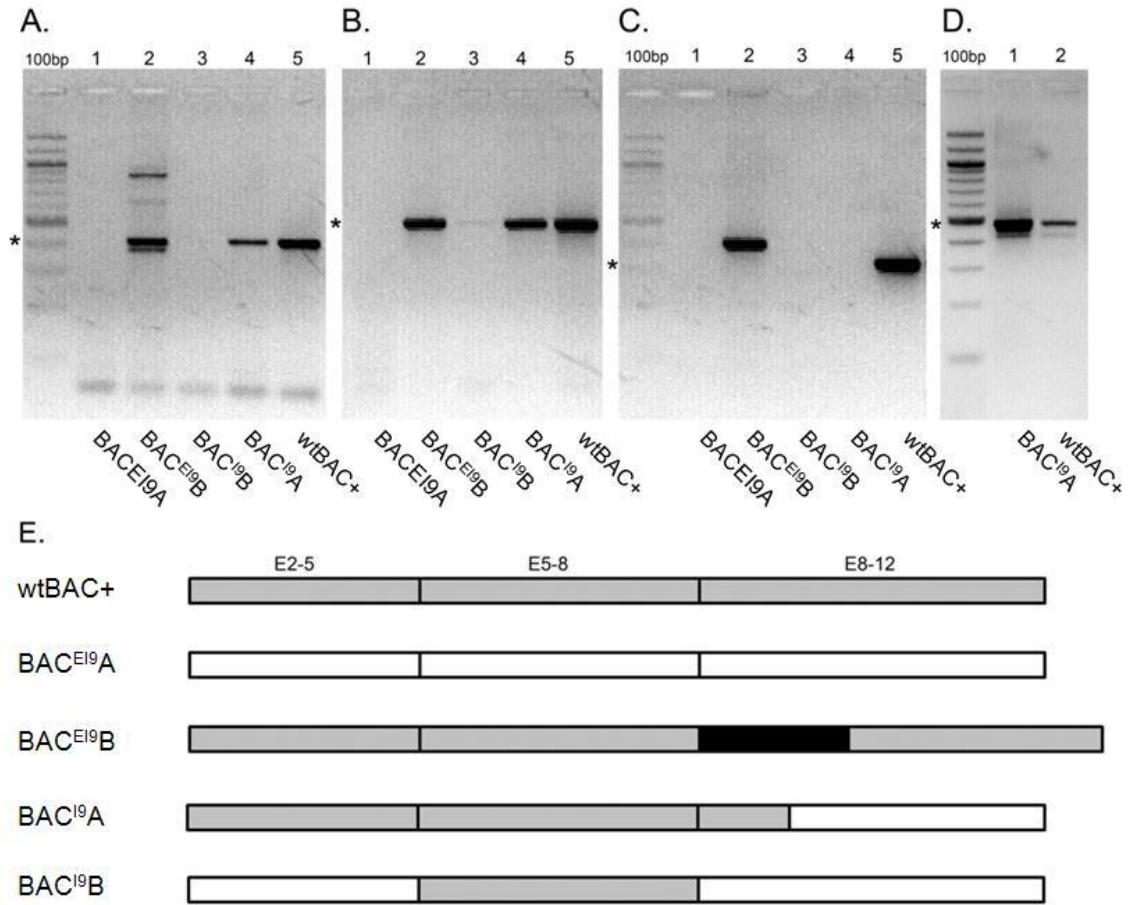 A.
B.
C.
D.
100bp 1 2 3 4 5
1 2 3 4 5
100bp 1 2 3 4 5
100bp 1 2
*
*
*
*
BACEI9A
BACEI9B
BACI9B
BACI9A
wtBAC+
BACEI9A
BACEI9B
BACI9B
BACI9A
wtBAC+
BACEI9A
BACEI9B
BACI9B
BACI9A
wtBAC+
BACI9A
wtBAC+
E.
E2-5 E5-8 E8-12
wtBAC+
BACEI9A
BACEI9B
BACI9A
BACI9B